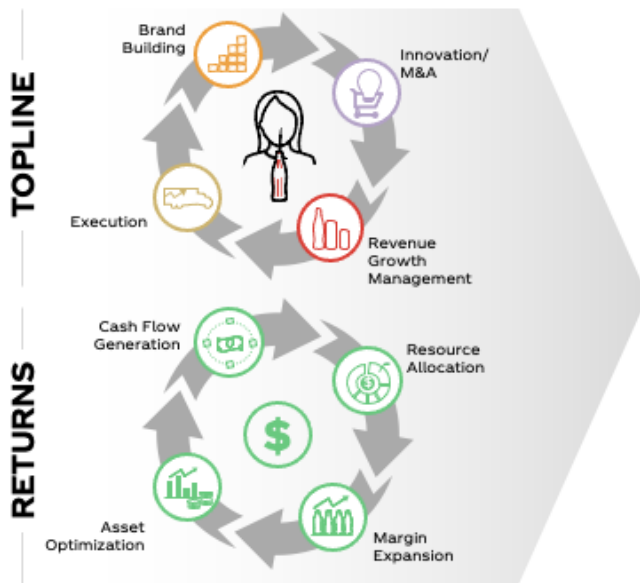 TOPLINE
Brand
Building
Innovation/
M&A
Execution
Revenue
Growth
Management
RETURNS
Cash Flow
Generation
Resource
Allocation
$
$
Asset
Optimization
Margin
Expansion